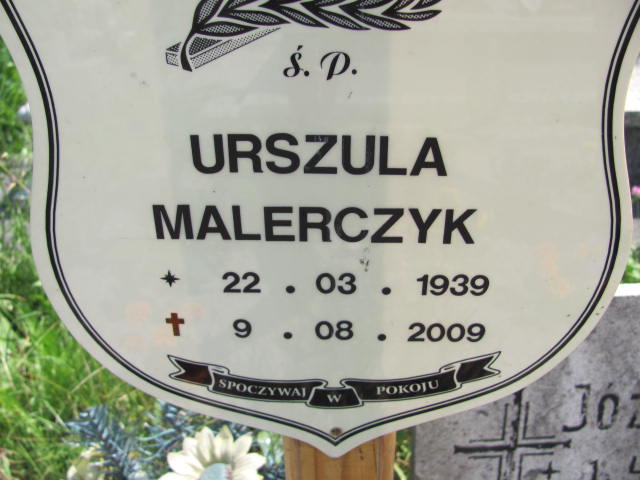 ś. p.
URSZULA
MALERCZYK
22 . 03 . 1939
9 . 08 . 2009
SPOCZYWAJ W POKOJU